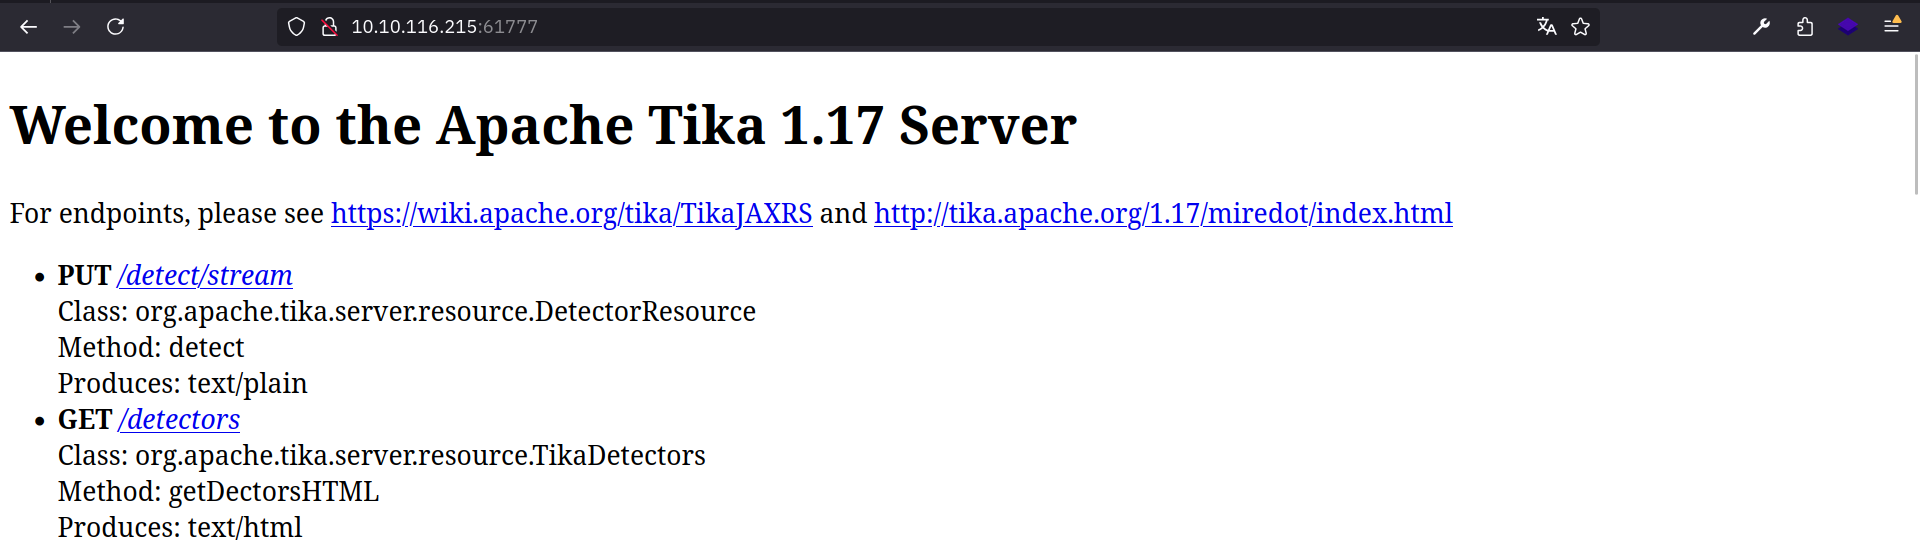 10.10.116.215:61777
Welcome to the Apache Tika 1.17 Server
For endpoints, please see https://wiki.apache.org/tika/TikaJAXRS and http://tika.apache.org/1.17/miredot/index.html
• PUT /detect/stream
Class: org.apache.tika.server.resource.DetectorResource
Method: detect
Produces: text/plain
• GET /detectors
Class: org.apache.tika.server.resource.TikaDetectors
Method: getDectorsHTML
Produces: text/html